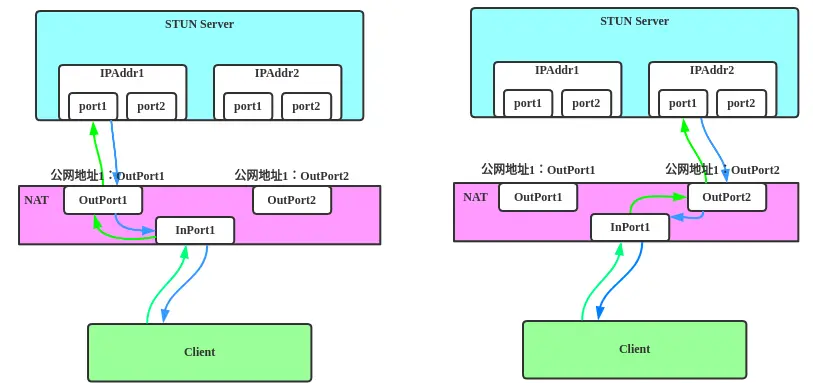 STUN Server
IPAddr1
IPAddr2
port1
port2
port1
port2
公网地址1：OutPort1
公网地址1：OutPort2
NAT
OutPort1
OutPort2
InPort1
Client
STUN Server
IPAddr1
IPAddr2
port1
port2
port1
port2
公网地址1：OutPort1
公网地址1：OutPort2
NAT
OutPort1
OutPort2
InPort1
Client